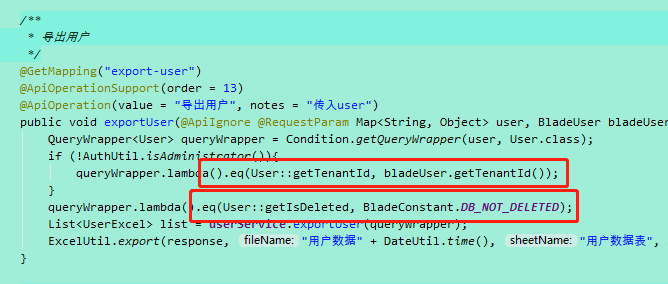 /**
* 导出用户
*/
@GetMapping("export-user")
@ApiOperationSupport(order = 13)
@ApiOperation(value = "导出用户", notes = "传入user")
public void exportUser(@ApiIgnore @RequestParam Map<String, Object> user, BladeUser bladeUser
QueryWrapper<User> queryWrapper = Condition.getQueryWrapper(user, User.class);
if (!AuthUtil.isAdministrator()){
queryWrapper.lambda().eq(User::getTenantId, bladeUser.getTenantId());
}
queryWrapper.lambda().eq(User::getIsDeleted, BladeConstant.DB_NOT_DELETED);
List<UserExcel> list = userService.exportUser(queryWrapper);
ExcelUtil.export(response, fileName: "用户数据" + DateUtil.time(), sheetName: "用户数据表",
}